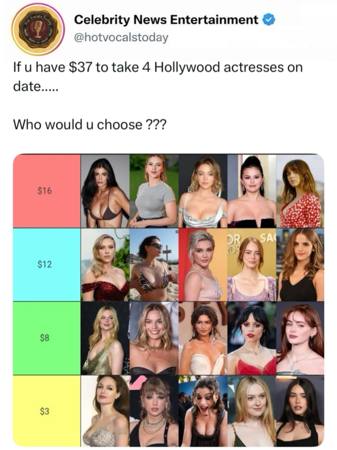 Celebrity News Entertainment
@hotvocalstoday
If u have $37 to take 4 Hollywood actresses on
date.....
Who would u choose ???
$16
$12
$8
$3